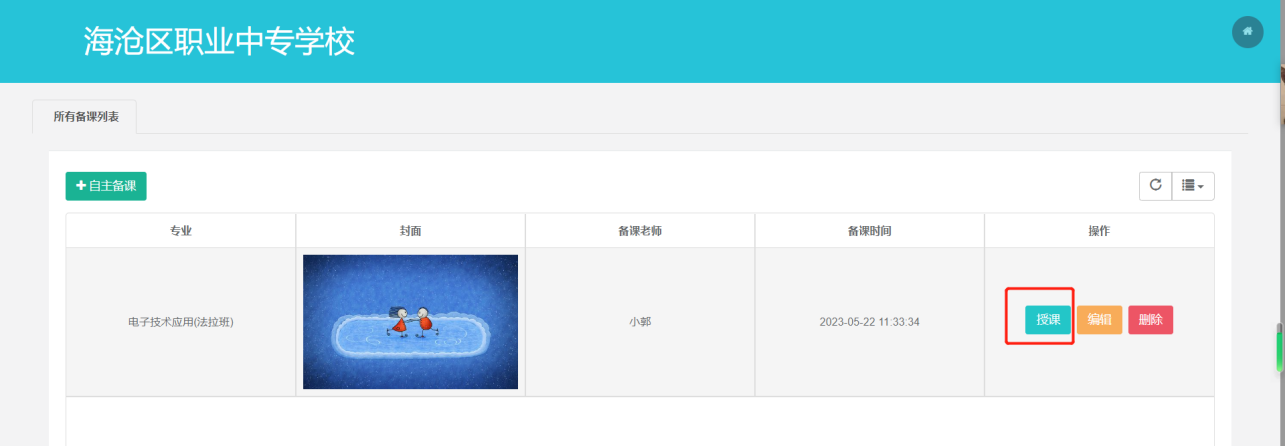 海沧区职业中专学校
所有备课列表
自主备课
专业 封面 备课老师 备课时间 操作
电子技术应用(法拉班) 小郭 2023-05-22 11:33:34 授课 编辑 删除